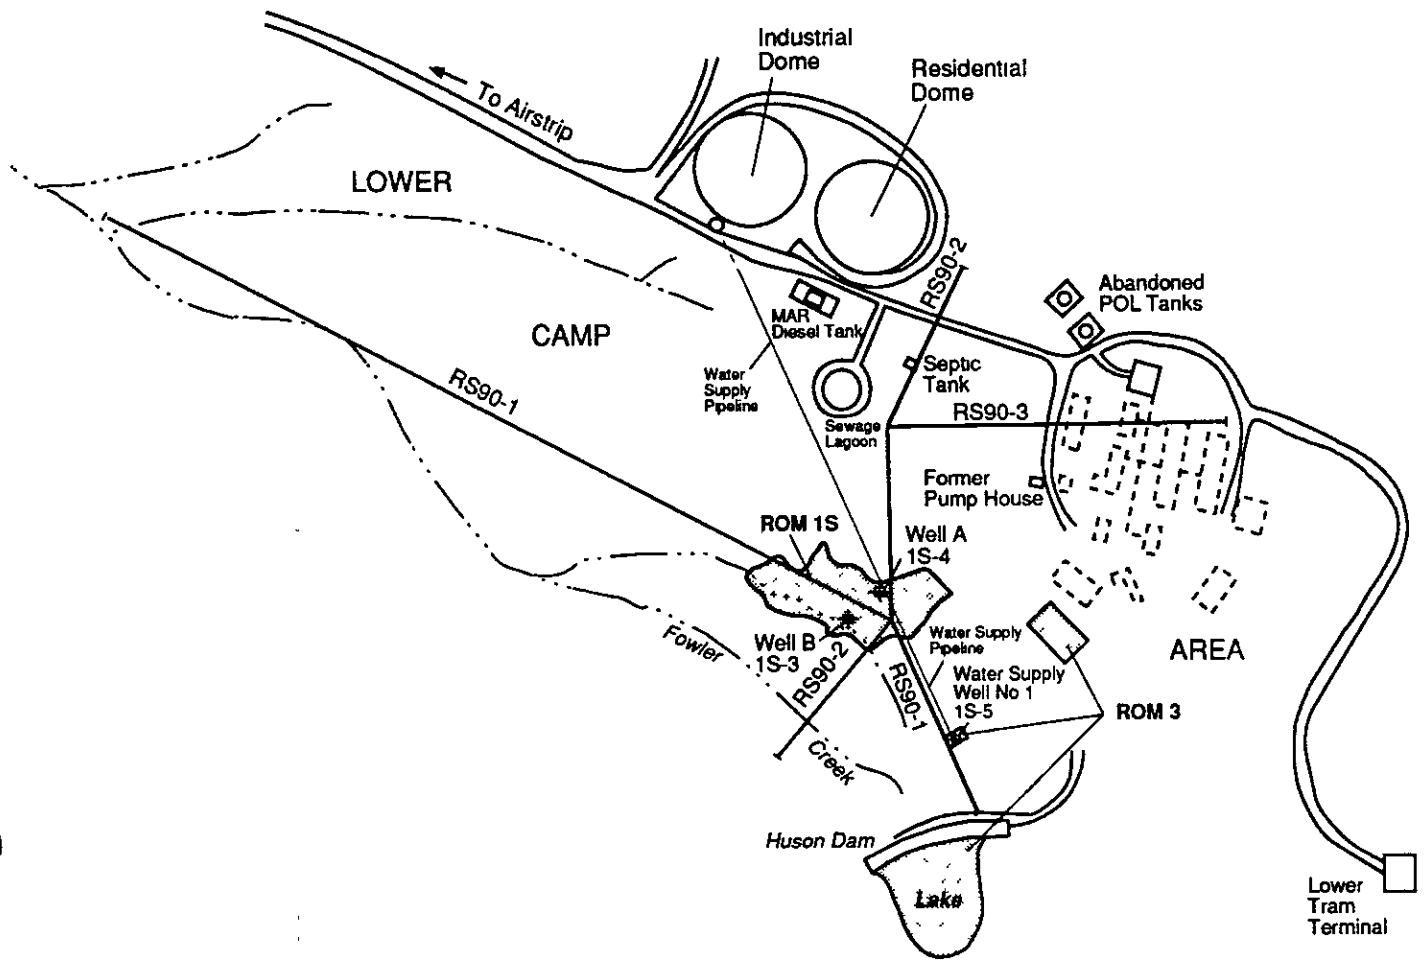 Industrial
Dome
Residential
Dome
To Airstrip
LOWER
RS90-2
Abandoned
POL Tanks
MAR
Diesel Tank
CAMP
Water
Supply
Pipeline
Septic
Tank
RS90-1
RS90-3
Sewage
Lagoon
Former
Pump House
ROM 1S
Well A
1S-4
Fowler
Well B
1S-3
RS90-2
Water Supply
Pipeline
AREA
RS90-1
Water Supply
Well No 1
1S-5
ROM 3
Creek
Huson Dam
Lake
Lower
Tram
Terminal